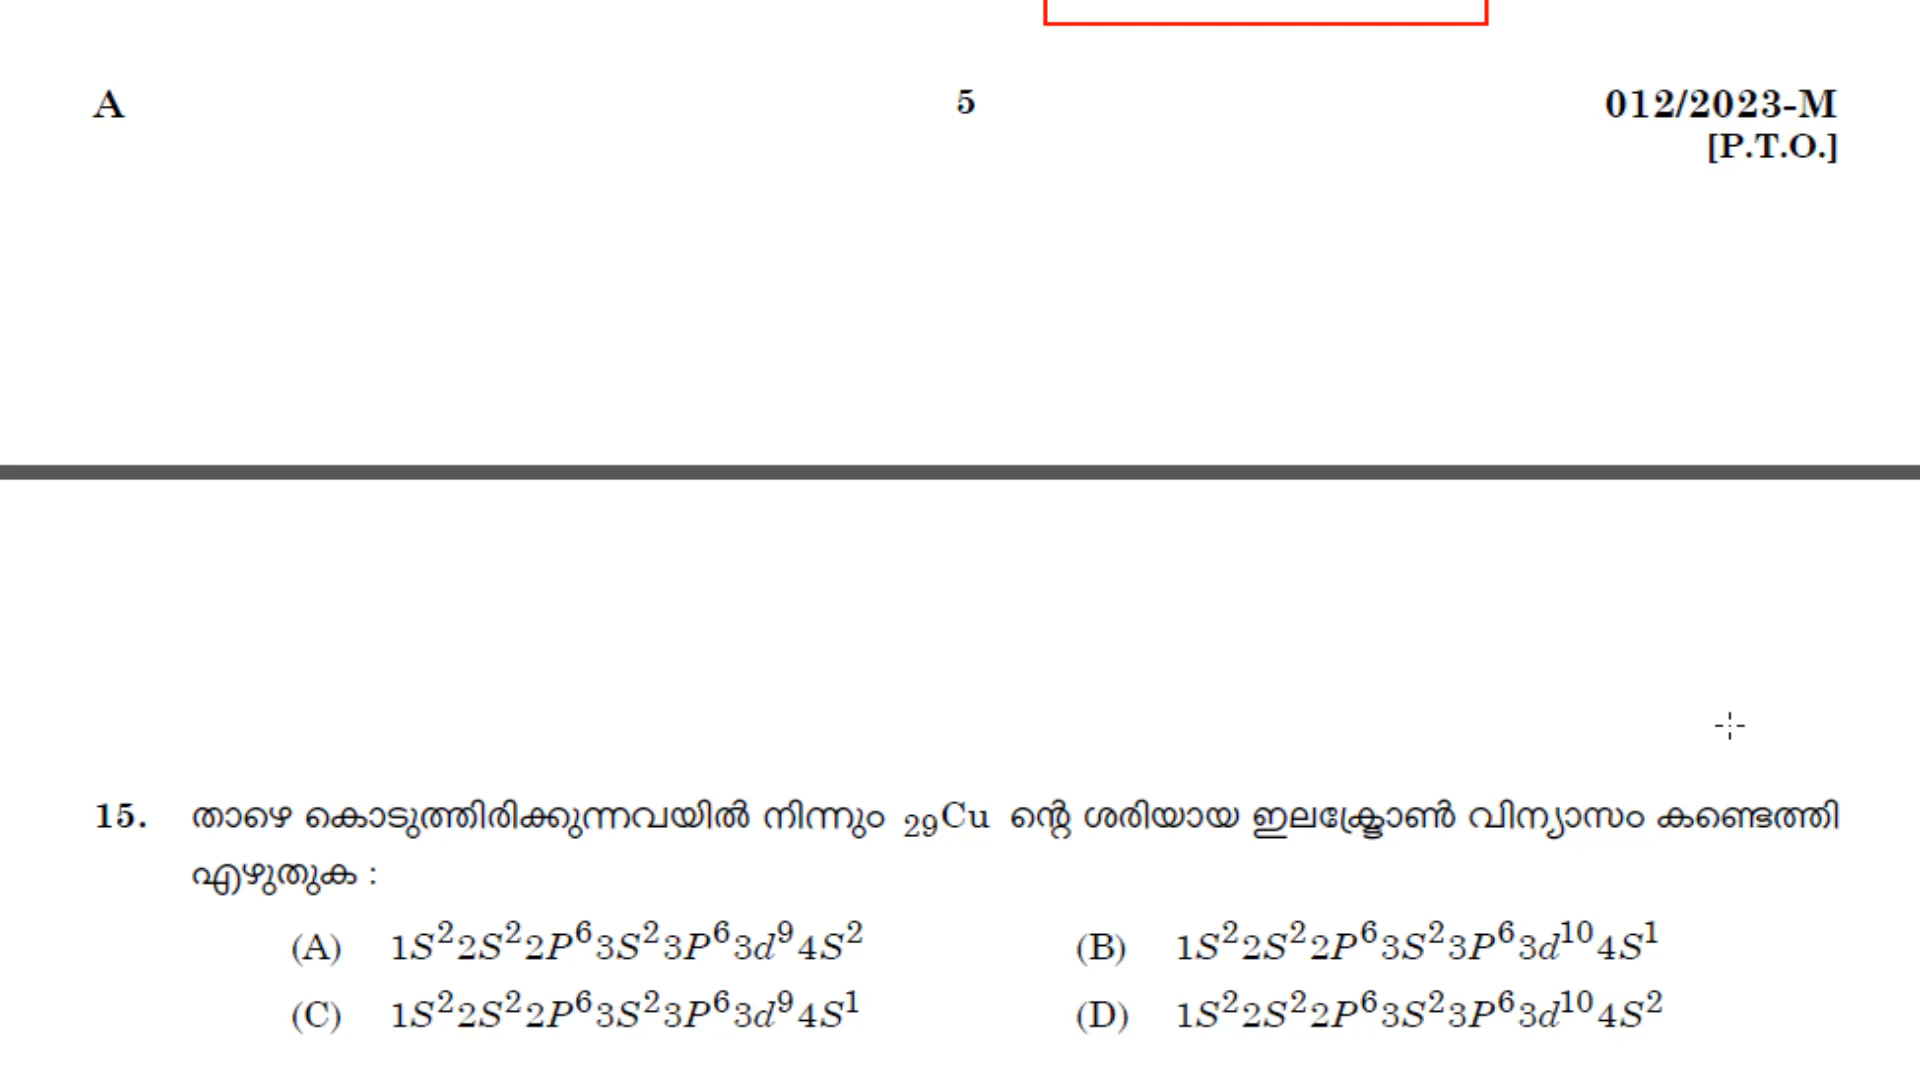 A 5 012/2023-M
[P.T.O.]
15. താഴെ കൊടുത്തിരിക്കുന്നവയിൽ നിന്നും ₂₉Cu ന്റെ ശരിയായ ഇലക്ട്രോൺ വിന്യാസം കണ്ടെത്തി
എഴുതുക :
(A) 1S²2S²2P⁶3S²3P⁶3d⁹4S² (B) 1S²2S²2P⁶3S²3P⁶3d¹⁰4S¹
(C) 1S²2S²2P⁶3S²3P⁶3d⁹4S¹ (D) 1S²2S²2P⁶3S²3P⁶3d¹⁰4S²